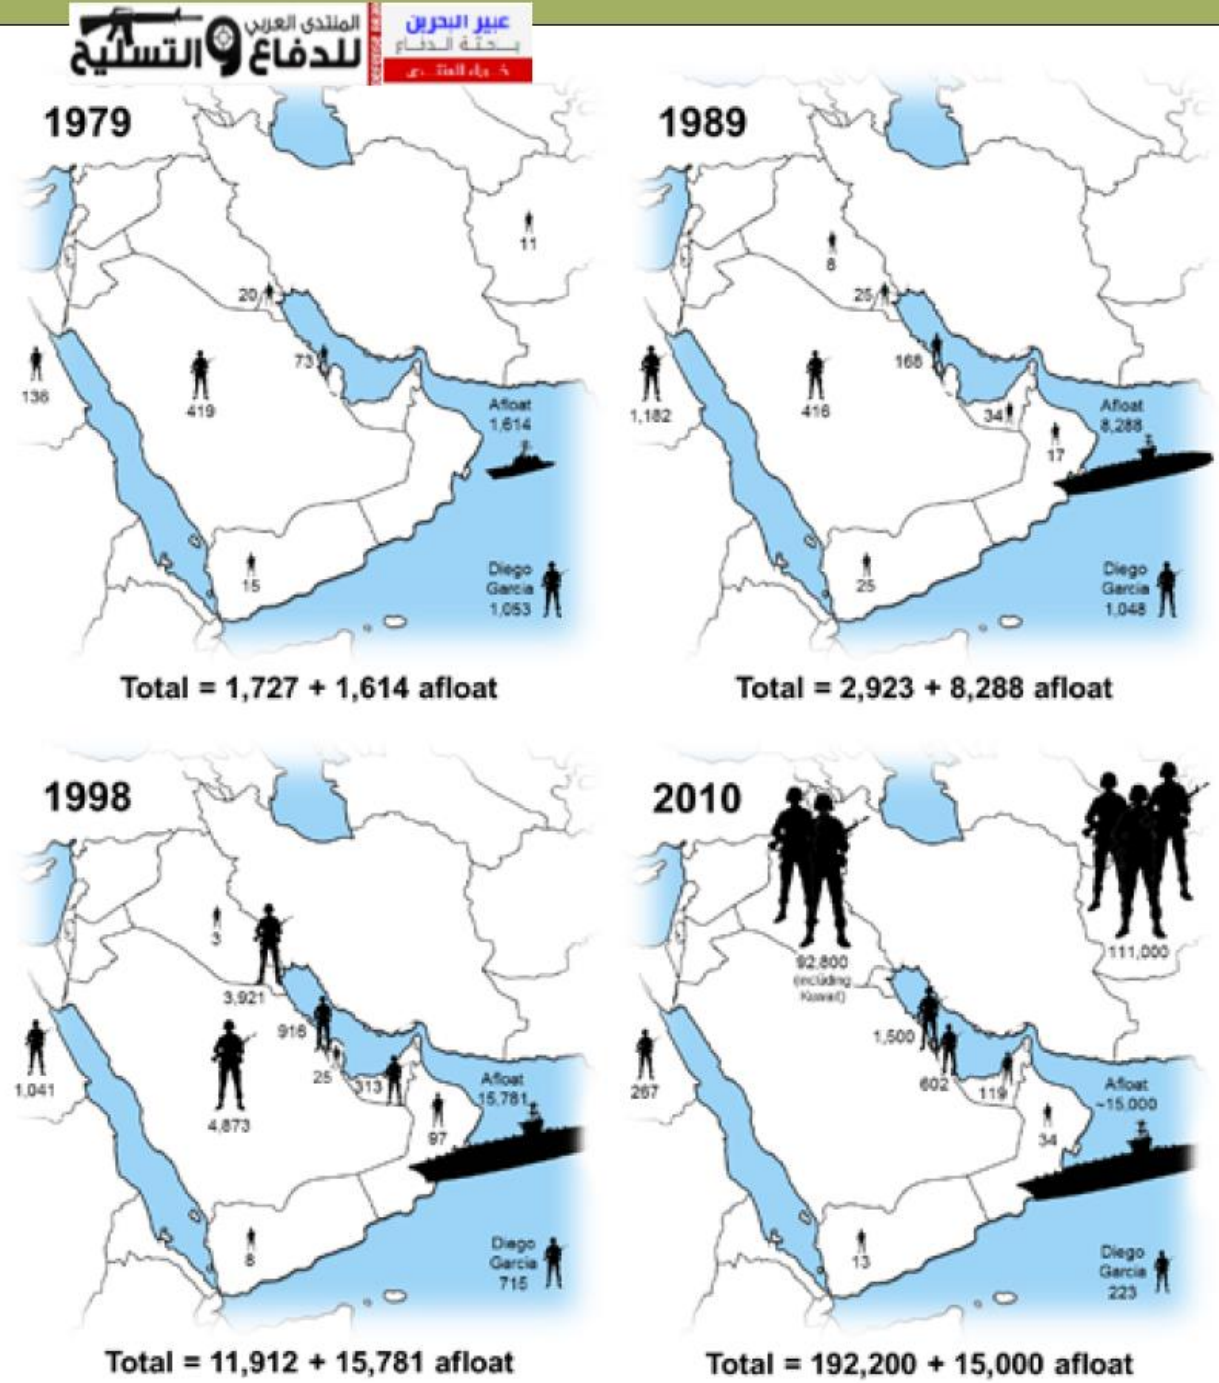 المنتدى العربي
للدفاع والتسليح
عبير البحرين
1979
11
20
73
136
419
Afloat
1,614
15
Diego
Garcia
1,053
Total = 1,727 + 1,614 afloat
1989
8
25
168
1,182
416
34
Afloat
8,288
17
25
Diego
Garcia
1,048
Total = 2,923 + 8,288 afloat
1998
3
3,921
916
25
313
1,041
4,873
Afloat
15,781
97
8
Diego
Garcia
715
Total = 11,912 + 15,781 afloat
2010
92,800
(including
Kuwait)
111,000
1,500
602
119
267
Afloat
~15,000
34
13
Diego
Garcia
223
Total = 192,200 + 15,000 afloat